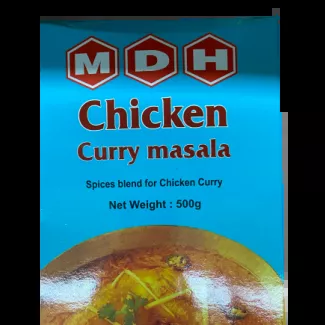 MDH
Chicken
Curry masala
Spices blend for Chicken Curry
Net Weight : 500g